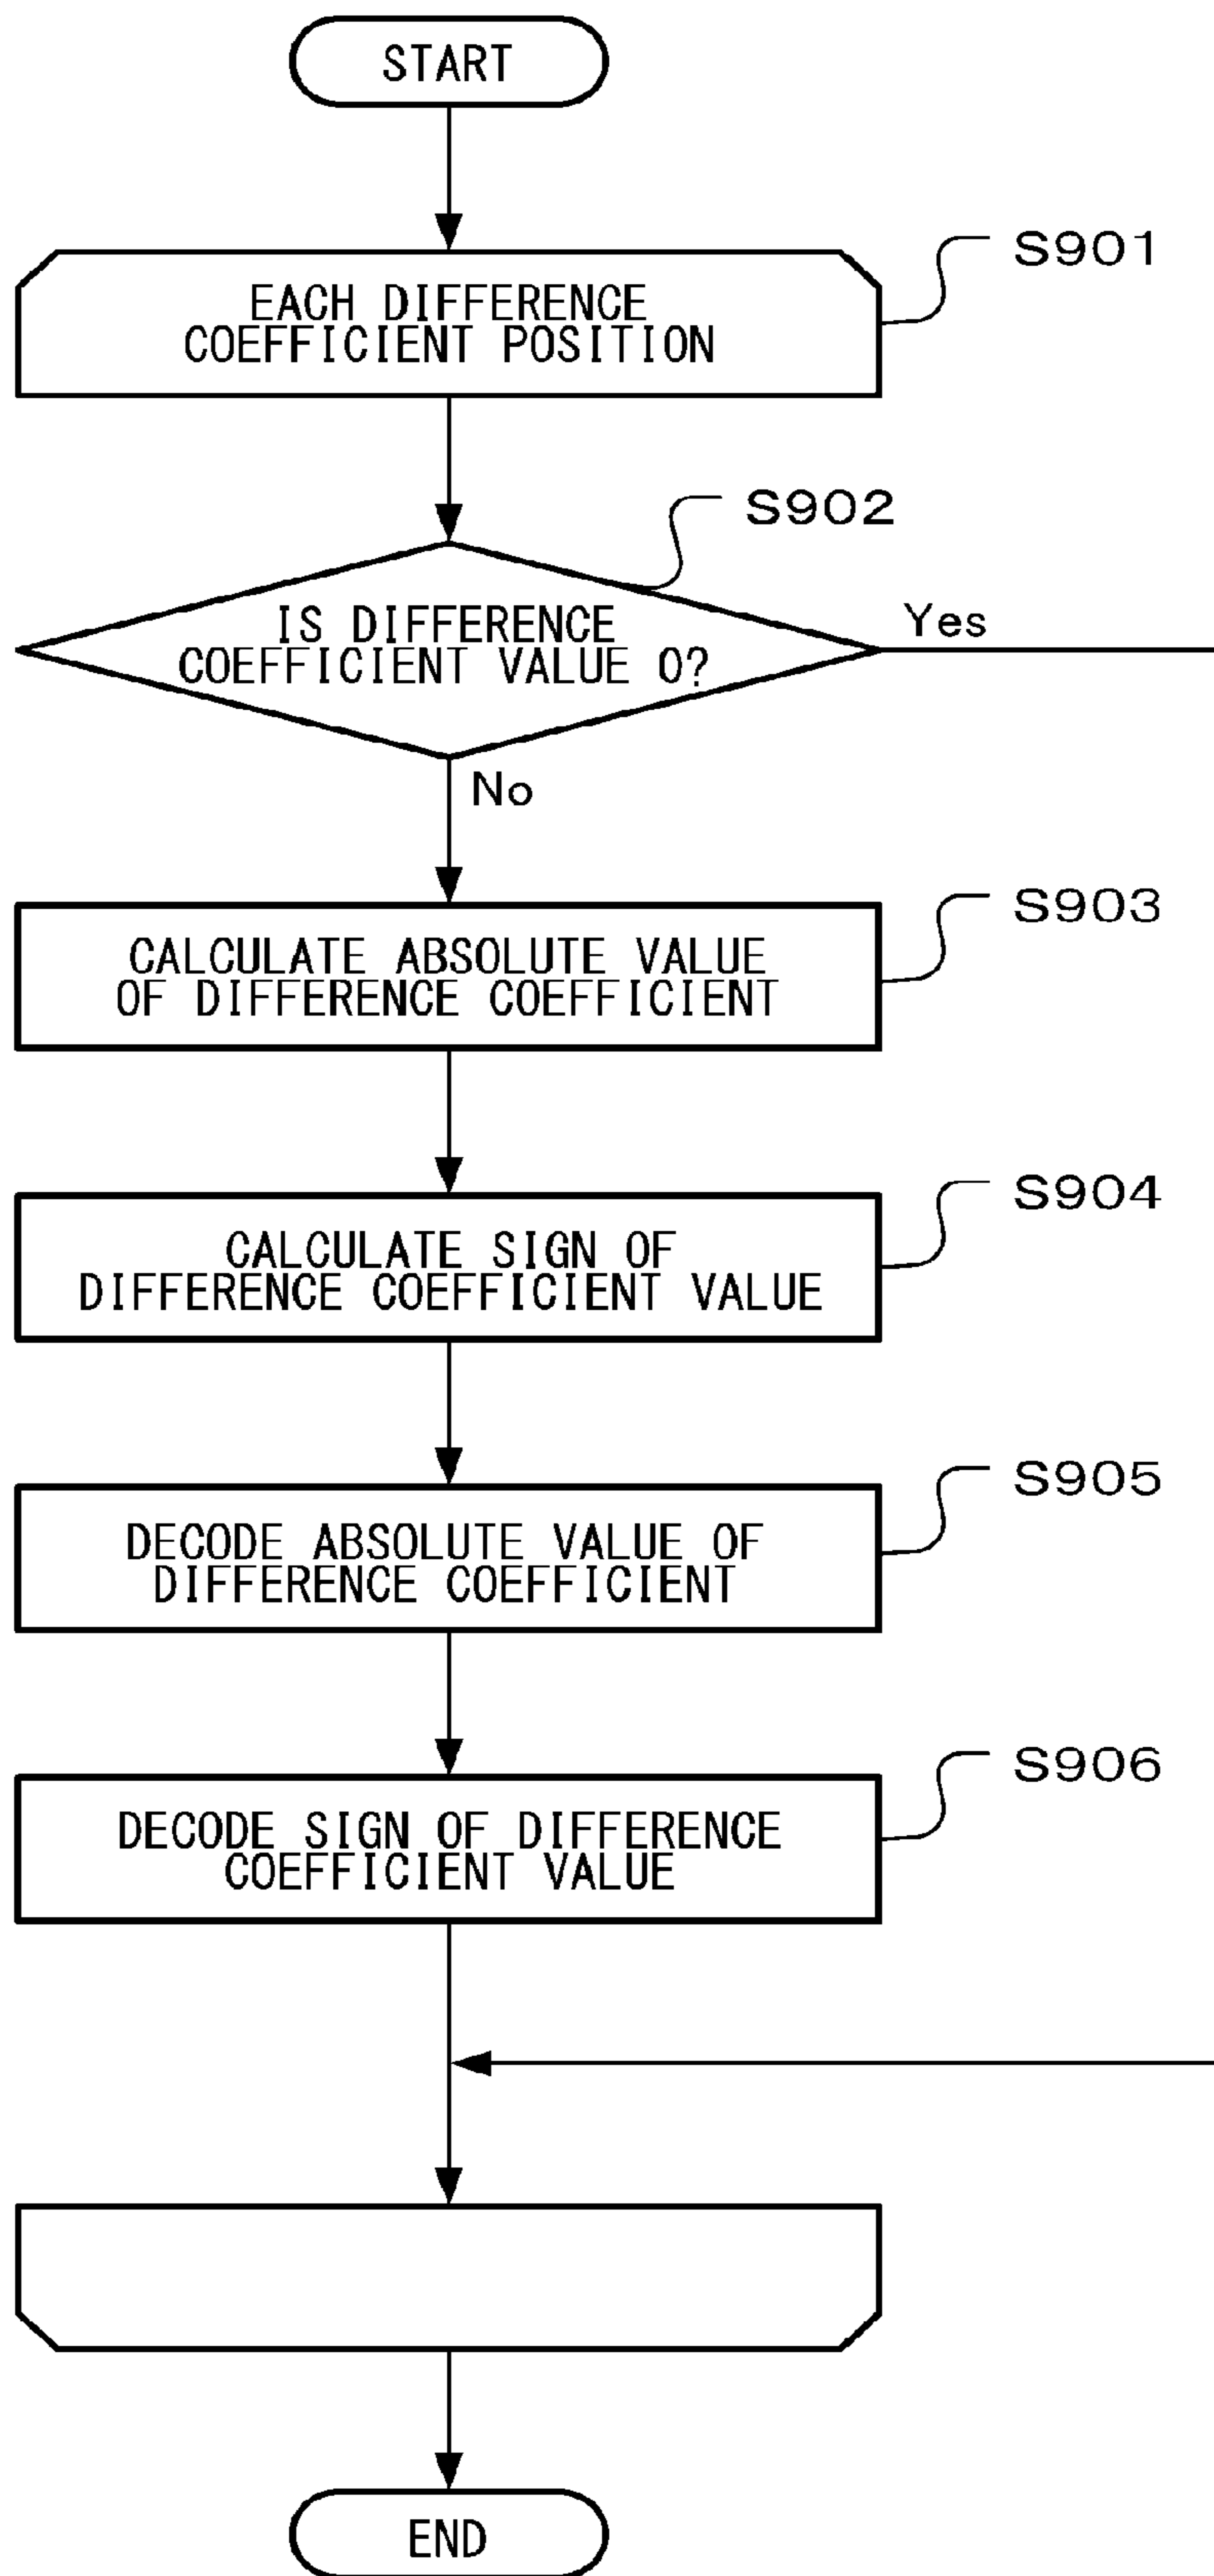 START
EACH DIFFERENCE
COEFFICIENT POSITION
S901
S902
IS DIFFERENCE
COEFFICIENT VALUE 0?
Yes
No
CALCULATE ABSOLUTE VALUE
OF DIFFERENCE COEFFICIENT
S903
CALCULATE SIGN OF
DIFFERENCE COEFFICIENT VALUE
S904
DECODE ABSOLUTE VALUE OF
DIFFERENCE COEFFICIENT
S905
DECODE SIGN OF DIFFERENCE
COEFFICIENT VALUE
S906
END